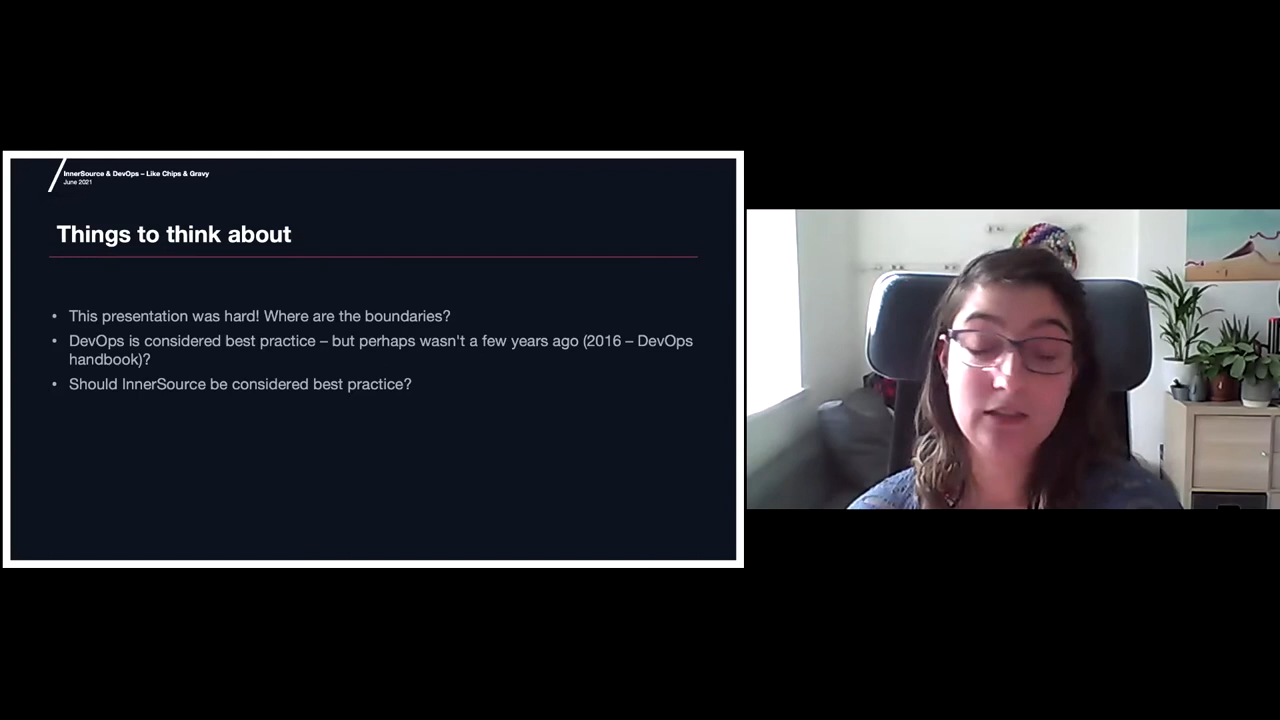 InnerSource & DevOps – Like Chips & Gravy
June 2021
Things to think about
• This presentation was hard! Where are the boundaries?
• DevOps is considered best practice – but perhaps wasn't a few years ago (2016 – DevOps
handbook)?
• Should InnerSource be considered best practice?